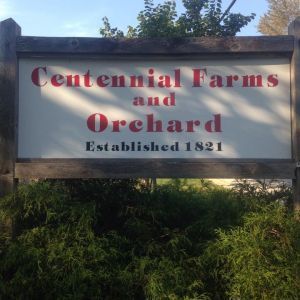 Centennial Farms
and
Orchard
Established 1821